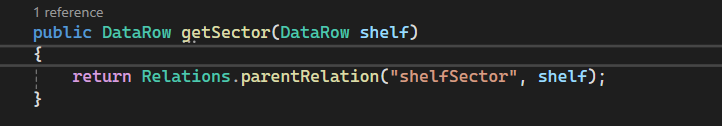 1 reference
public DataRow getSector(DataRow shelf)
{
return Relations.parentRelation("shelfSector", shelf);
}